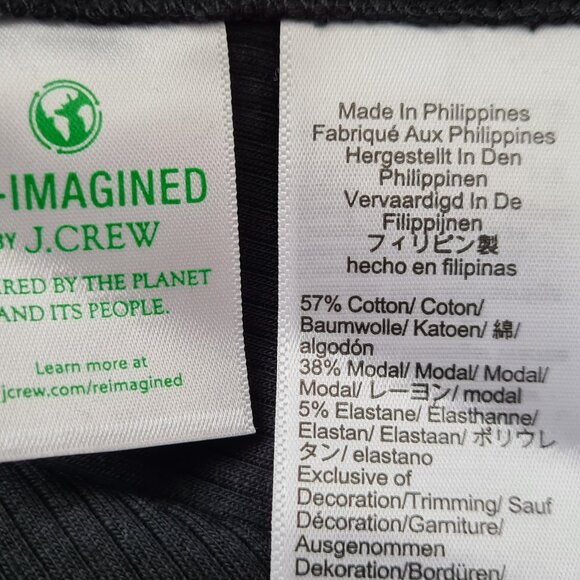 -IMAGINED
BY J.CREW
RED BY THE PLANET
AND ITS PEOPLE.
Learn more at
jcrew.com/reimagined
Made In Philippines
Fabriqué Aux Philippines
Hergestellt In Den
Philippinen
Vervaardigd In De
Filippijnen
フィリピン製
hecho en filipinas
57% Cotton/ Coton/
Baumwolle/ Katoen/ 綿/
algodón
38% Modal/ Modal/ Modal/
Modal/ レーヨン/ modal
5% Elastane/ Élasthanne/
Elastan/ Elastaan/ ポリウレ
タン/ elastano
Exclusive of
Decoration/Trimming/ Sauf
Décoration/Garniture/
Ausgenommen
Dekoration/Bordüren/